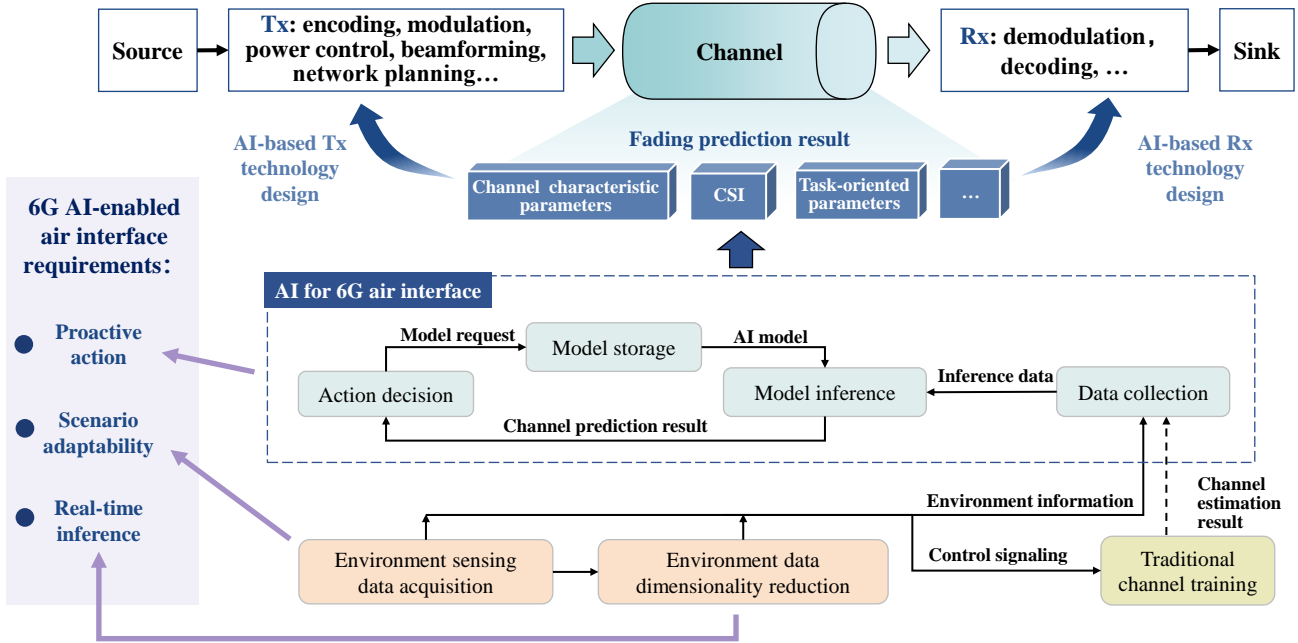 Source
Tx: encoding, modulation,
power control, beamforming,
network planning…
Channel
Rx: demodulation，
decoding, …
Sink
AI-based Tx
technology
design
Fading prediction result
AI-based Rx
technology
design
Channel characteristic
parameters
CSI
Task-oriented
parameters
…
6G AI-enabled
air interface
requirements：
Proactive
action
Scenario
adaptability
Real-time
inference
AI for 6G air interface
Model request
Model storage
AI model
Action decision
Model inference
Inference data
Data collection
Channel prediction result
Environment information
Channel
estimation
result
Control signaling
Environment sensing
data acquisition
Environment data
dimensionality reduction
Traditional
channel training